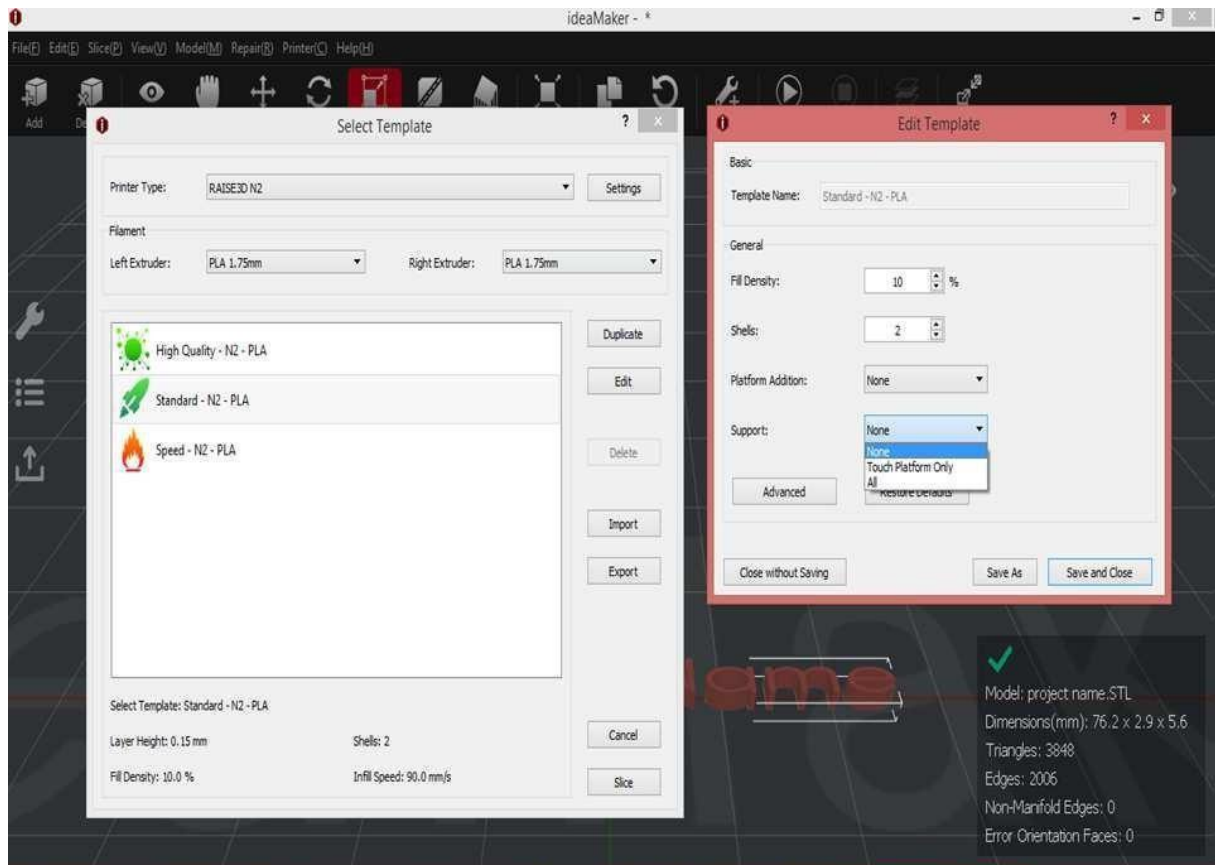 ideaMaker - *
File(F) Edit(E) Slice(P) View(V) Model(M) Repair(R) Printer(C) Help(H)
Add
De
Select Template
?
x
Printer Type:
RAISE3D N2
Settings
Filament
Left Extruder:
PLA 1.75mm
Right Extruder:
PLA 1.75mm
High Quality - N2 - PLA
Standard - N2 - PLA
Speed - N2 - PLA
Duplicate
Edit
Delete
Import
Export
Select Template: Standard - N2 - PLA
Layer Height: 0.15 mm
Shells: 2
Fill Density: 10.0 %
Infill Speed: 90.0 mm/s
Cancel
Slice
Edit Template
?
x
Basic
Template Name:
Standard - N2 - PLA
General
Fill Density:
10
%
Shells:
2
Platform Addition:
None
Support:
None
None
Touch Platform Only
All
Advanced
Restore Defaults
Close without Saving
Save As
Save and Close
Name
Model: project name.STL
Dimensions(mm): 76.2 x 2.9 x 5.6
Triangles: 3848
Edges: 2006
Non-Manifold Edges: 0
Error Orientation Faces: 0